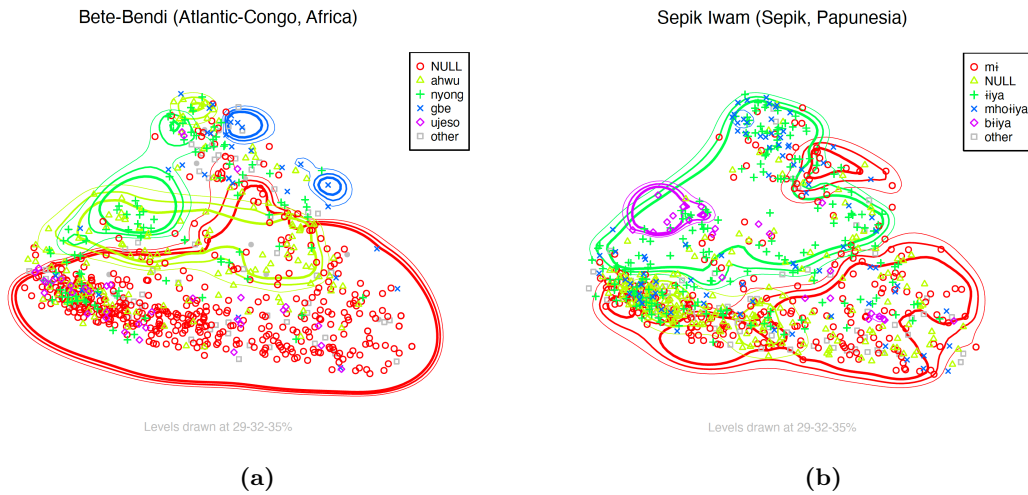 Bete-Bendi (Atlantic-Congo, Africa)
NULL
ahwu
nyong
gbe
ujeso
other
Levels drawn at 29-32-35%
(a)
Sepik Iwam (Sepik, Papunesia)
mɨ
NULL
ɨiya
mhoɨiya
bɨiya
other
Levels drawn at 29-32-35%
(b)